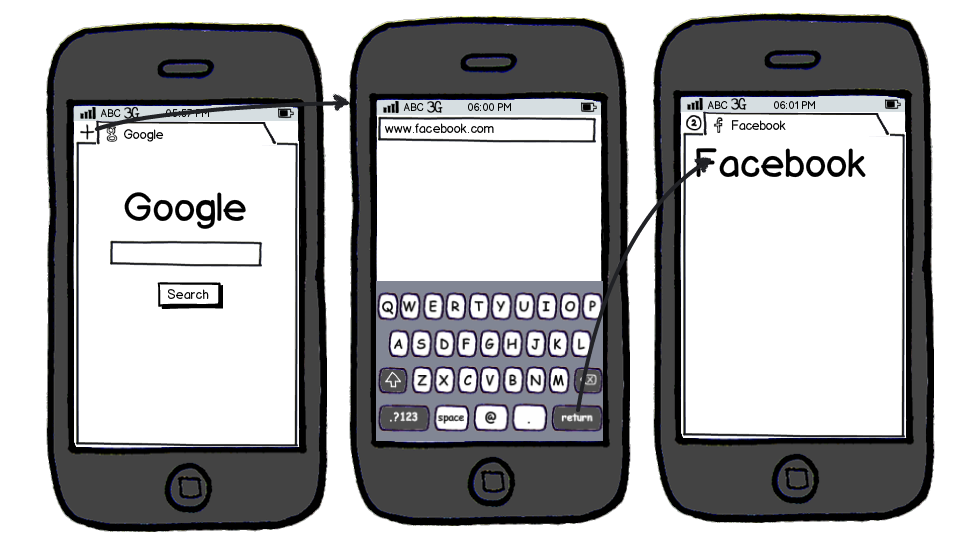 ABC 3G 05:57 PM
+ g Google
Google
Search
ABC 3G 06:00 PM
www.facebook.com
Q W E R T Y U I O P
A S D F G H J K L
Z X C V B N M
.?123 space @ . return
ABC 3G 06:01 PM
2 f Facebook
Facebook